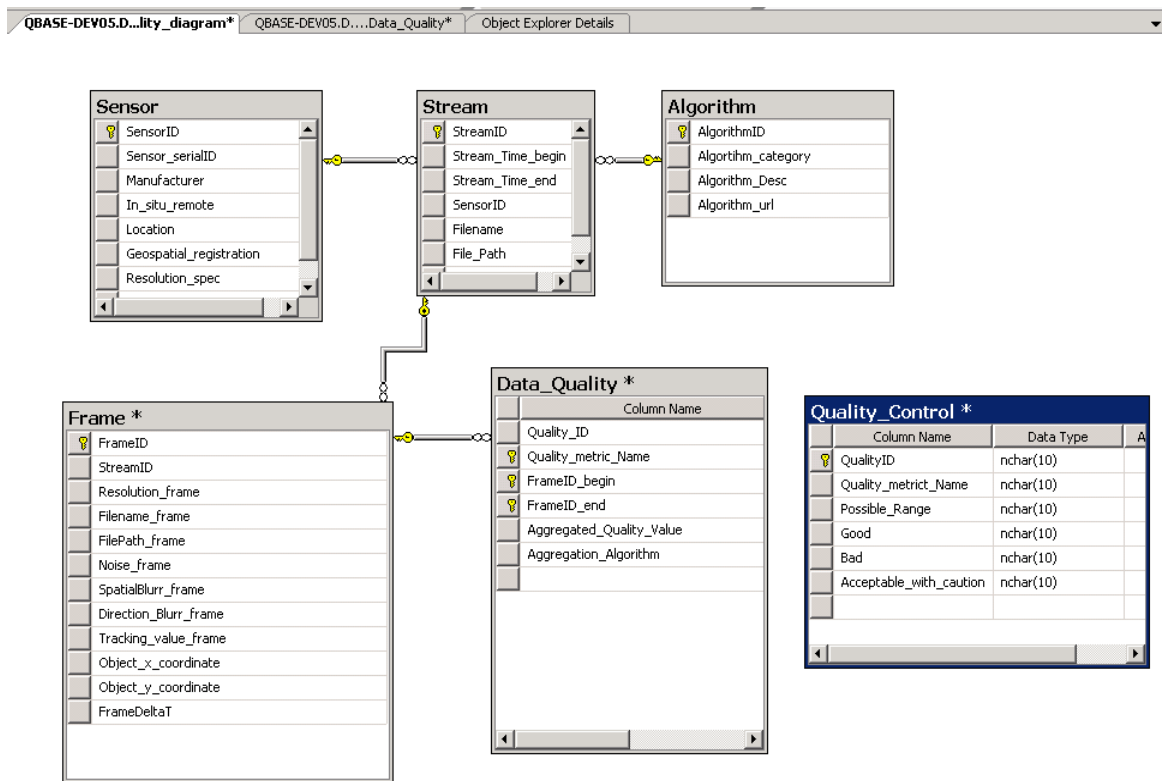 QBASE-DEV05.D...lity_diagram*
QBASE-DEV05.D....Data_Quality*
Object Explorer Details
Sensor
SensorID
Sensor_serialID
Manufacturer
In_situ_remote
Location
Geospatial_registration
Resolution_spec
Stream
StreamID
Stream_Time_begin
Stream_Time_end
SensorID
Filename
File_Path
Algorithm
AlgorithmID
Algortihm_category
Algorithm_Desc
Algorithm_url
Frame *
FrameID
StreamID
Resolution_frame
Filename_frame
FilePath_frame
Noise_frame
SpatialBlurr_frame
Direction_Blurr_frame
Tracking_value_frame
Object_x_coordinate
Object_y_coordinate
FrameDeltaT
Data_Quality *
Column Name
Quality_ID
Quality_metric_Name
FrameID_begin
FrameID_end
Aggregated_Quality_Value
Aggregation_Algorithm
Quality_Control *
Column Name Data Type A
QualityID nchar(10)
Quality_metrict_Name nchar(10)
Possible_Range nchar(10)
Good nchar(10)
Bad nchar(10)
Acceptable_with_caution nchar(10)